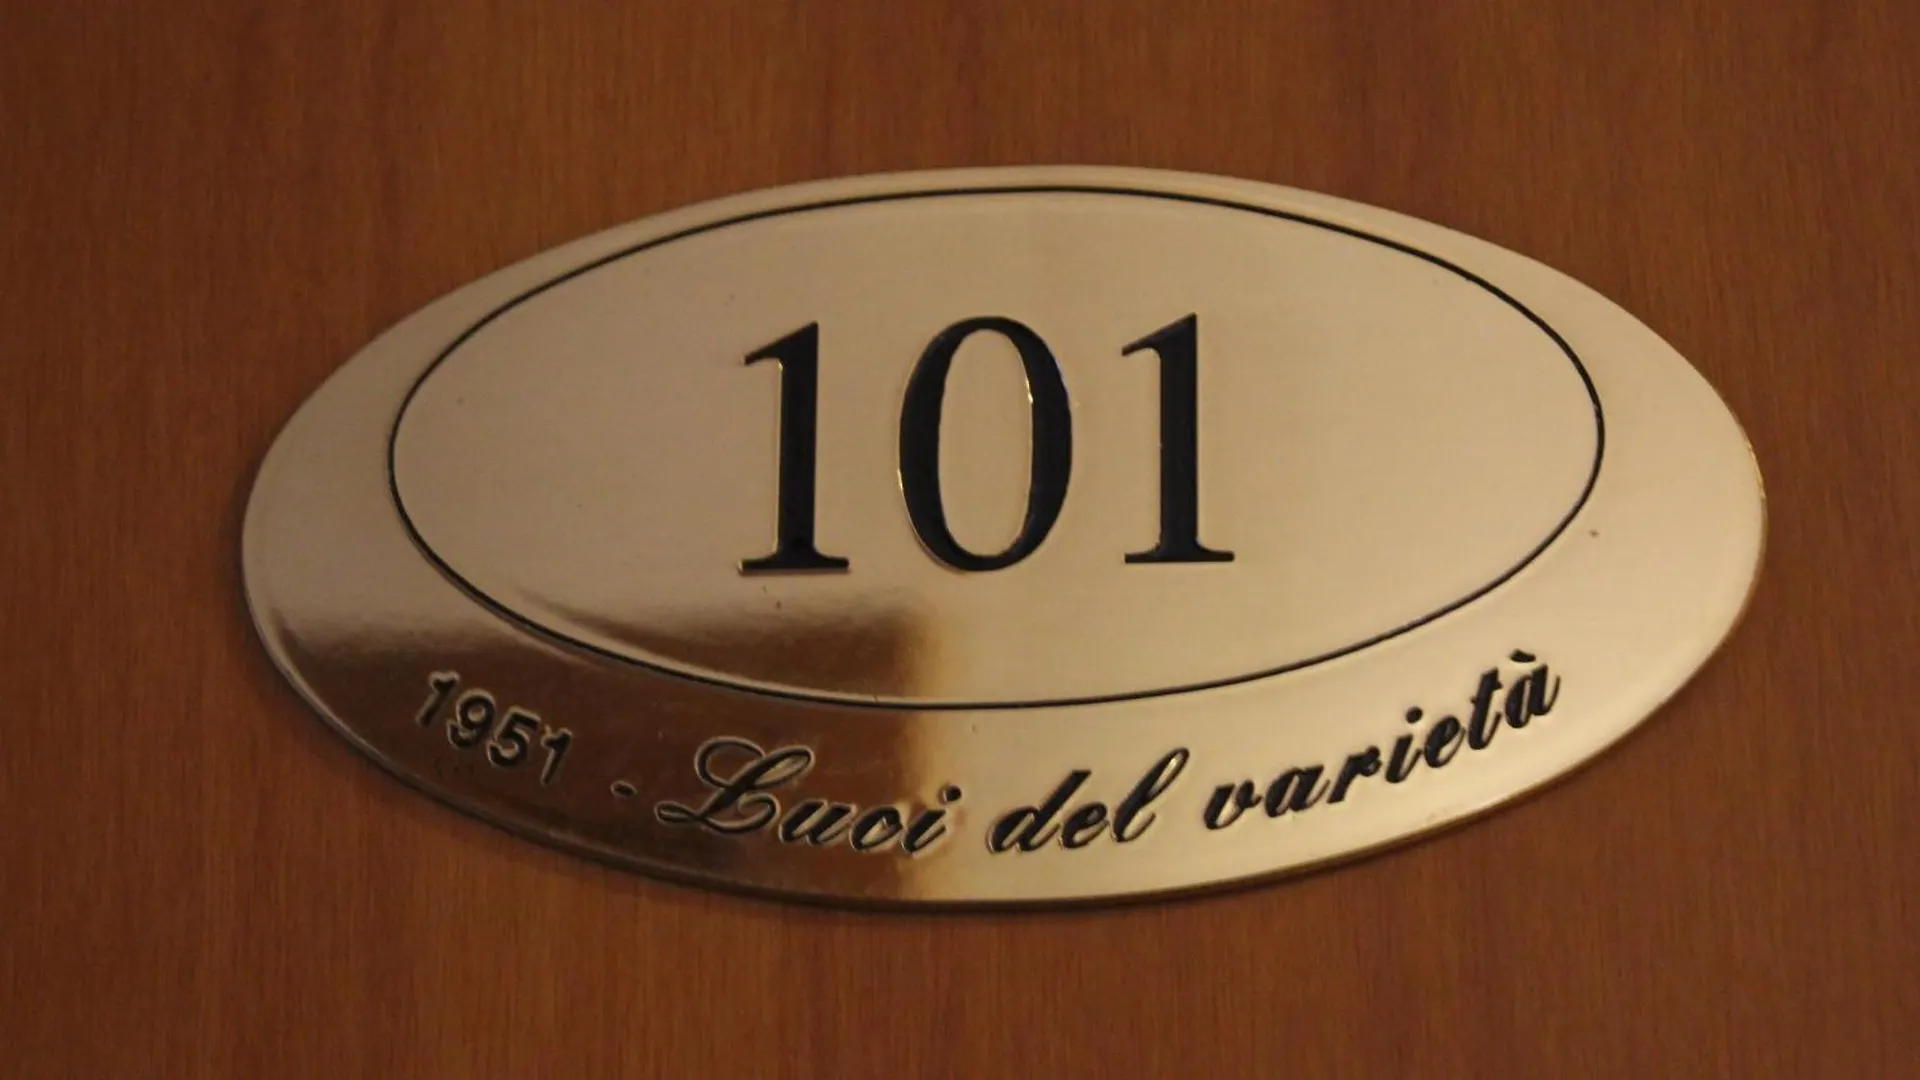 101
1951 - Luci del varietà